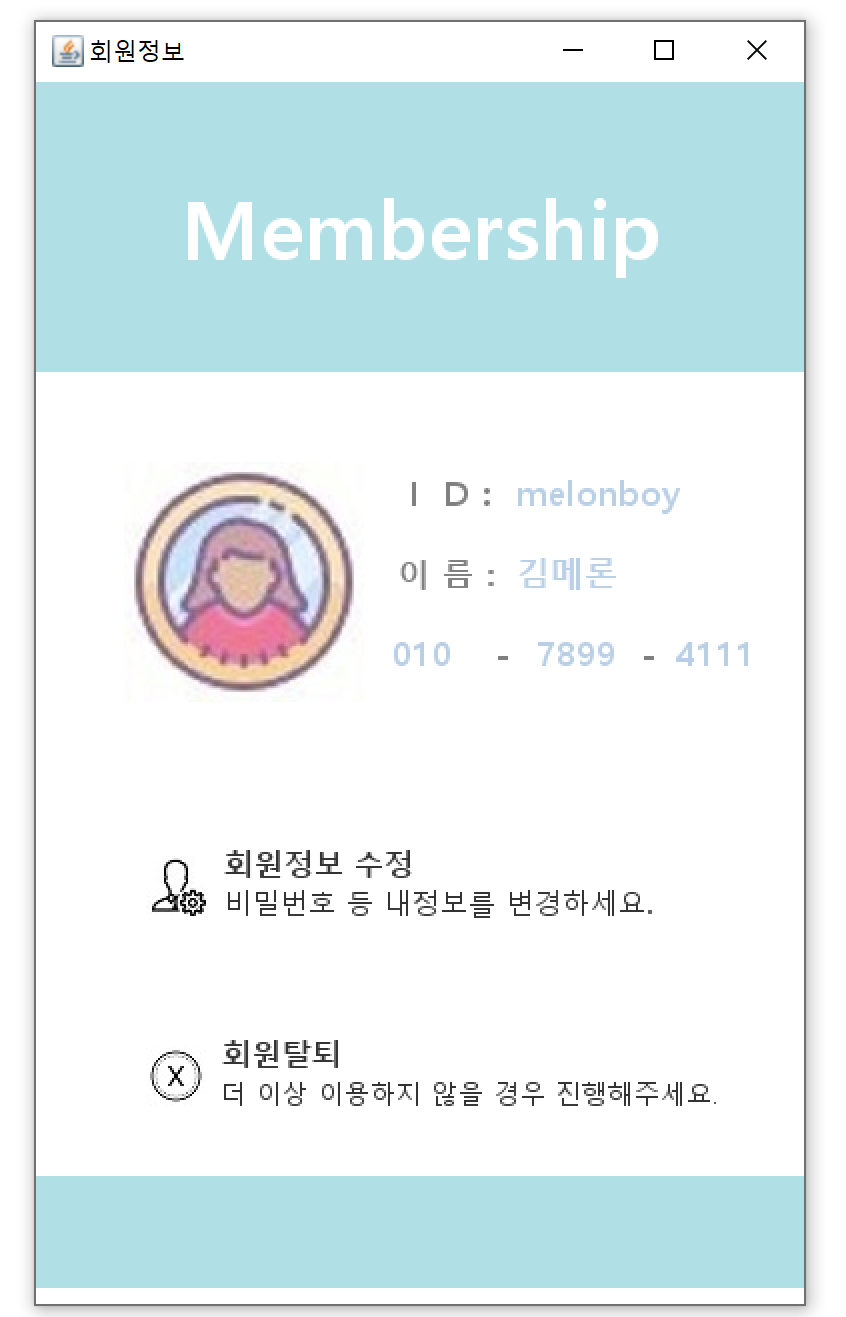 회원정보
Membership
I D : melonboy
이 름 : 김메론
010 - 7899 - 4111
회원정보 수정
비밀번호 등 내정보를 변경하세요.
X
회원탈퇴
더 이상 이용하지 않을 경우 진행해주세요.